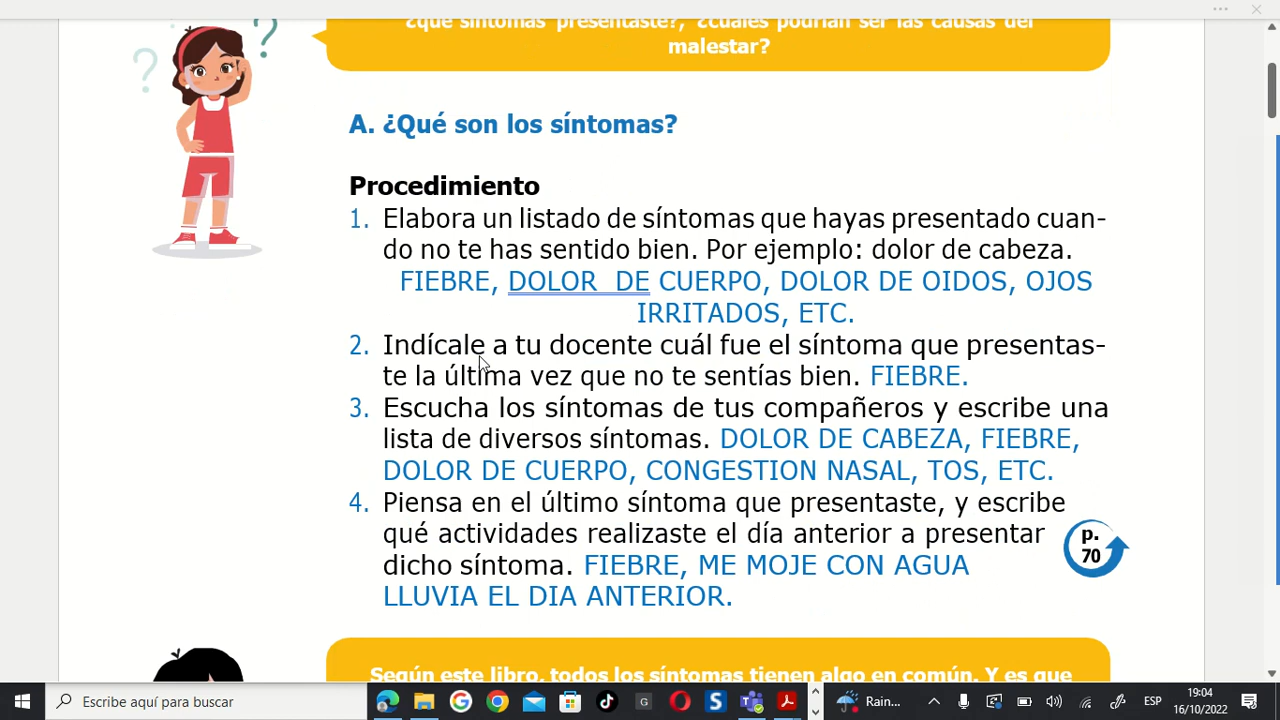 ¿qué síntomas presentaste?, ¿cuáles podrían ser las causas del
malestar?
? ?
A. ¿Qué son los síntomas?
Procedimiento
1. Elabora un listado de síntomas que hayas presentado cuan-
do no te has sentido bien. Por ejemplo: dolor de cabeza.
FIEBRE, DOLOR DE CUERPO, DOLOR DE OIDOS, OJOS
IRRITADOS, ETC.
2. Indícale a tu docente cuál fue el síntoma que presentas-
te la última vez que no te sentías bien. FIEBRE.
3. Escucha los síntomas de tus compañeros y escribe una
lista de diversos síntomas. DOLOR DE CABEZA, FIEBRE,
DOLOR DE CUERPO, CONGESTION NASAL, TOS, ETC.
4. Piensa en el último síntoma que presentaste, y escribe
qué actividades realizaste el día anterior a presentar
dicho síntoma. FIEBRE, ME MOJE CON AGUA
LLUVIA EL DIA ANTERIOR.
p.
70
Según este libro, todos los síntomas tienen algo en común. Y es que
Escribe aquí para buscar
G
S
Rain...
ESP
19:04
16/10/2022